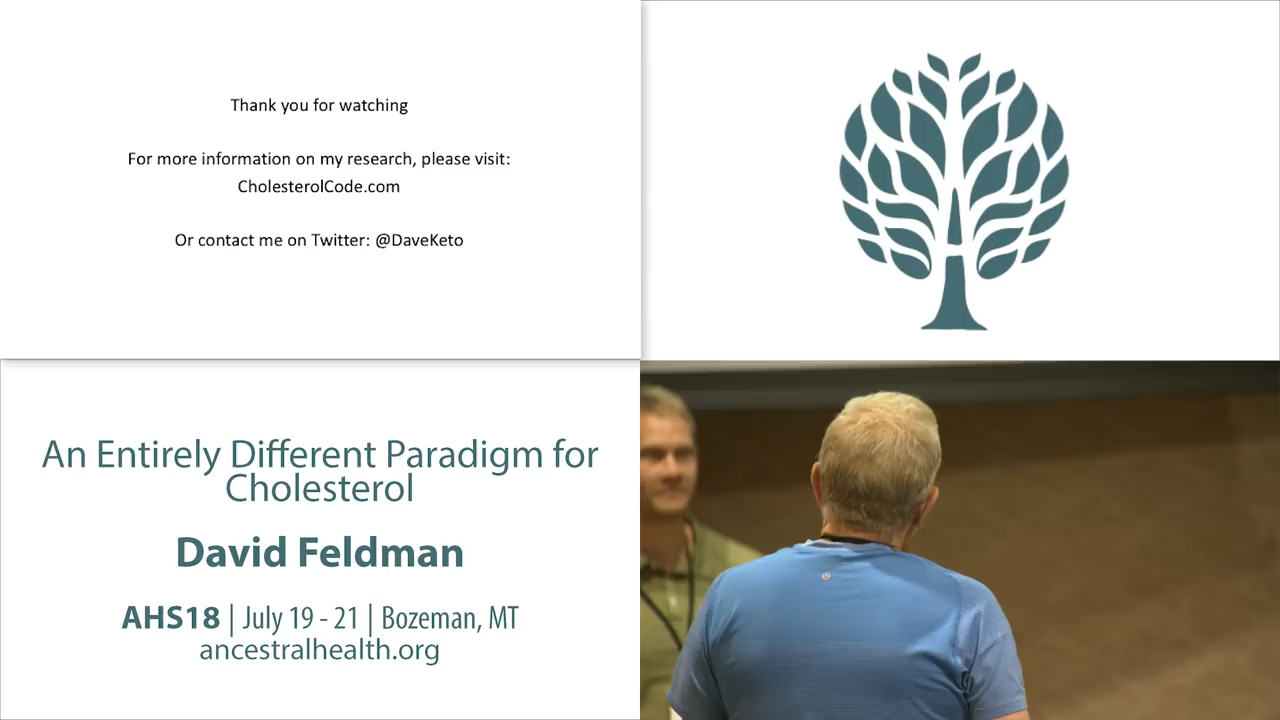 Thank you for watching
For more information on my research, please visit:
CholesterolCode.com
Or contact me on Twitter: @DaveKeto
An Entirely Different Paradigm for
Cholesterol
David Feldman
AHS18 | July 19 - 21 | Bozeman, MT
ancestralhealth.org